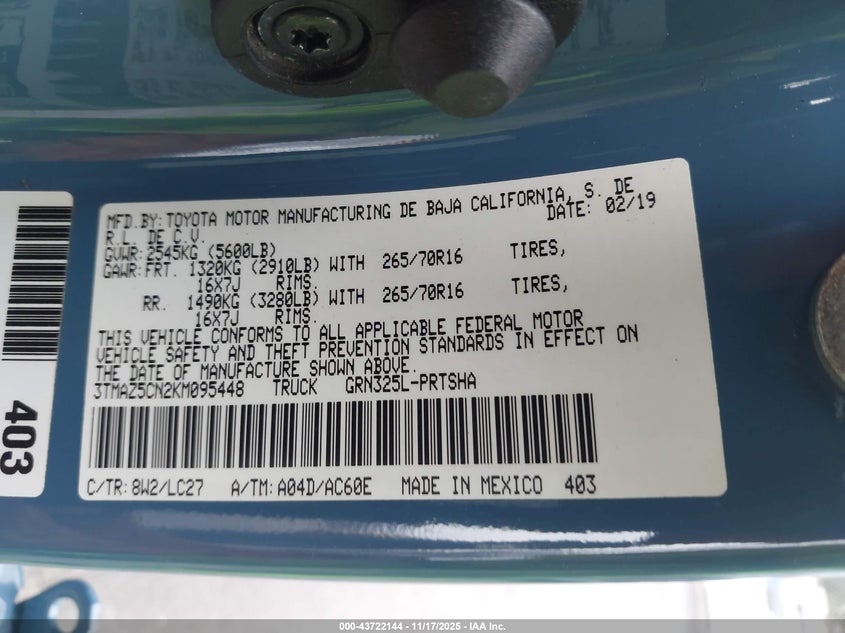 MFD.BY:TOYOTA MOTOR MANUFACTURING DE BAJA CALIFORNIA, S. DE
R.L. DE C.V. DATE: 02/19
GVWR:2545KG (5600LB)
GAWR:FRT. 1320KG (2910LB) WITH 265/70R16 TIRES,
16X7J RIMS.
RR. 1490KG (3280LB) WITH 265/70R16 TIRES,
16X7J RIMS.
THIS VEHICLE CONFORMS TO ALL APPLICABLE FEDERAL MOTOR
VEHICLE SAFETY AND THEFT PREVENTION STANDARDS IN EFFECT ON
THE DATE OF MANUFACTURE SHOWN ABOVE.
3TMAZ5CN2KM095448 TRUCK GRN325L-PRTSHA
C/TR:8W2/LC27 A/TM:A04D/AC60E MADE IN MEXICO 403
403
000-43722144 - 11/17/2025 - IAA Inc.